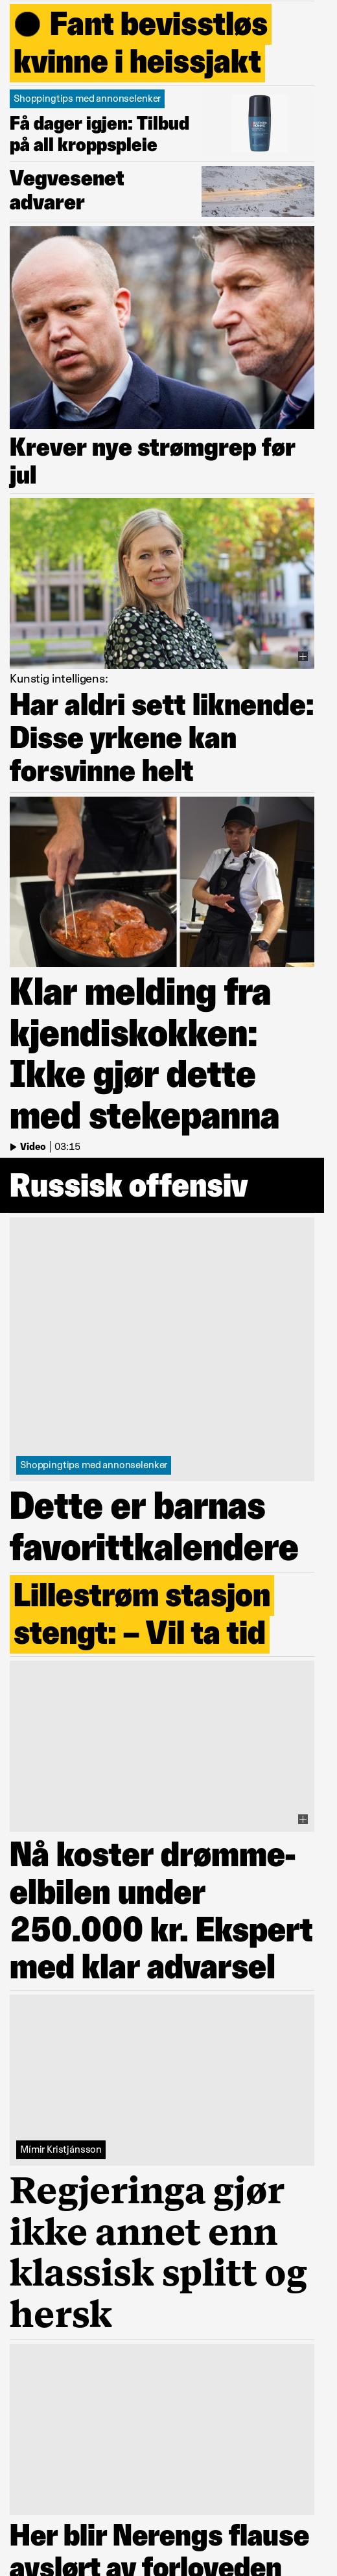 Fant bevisstløs
kvinne i heissjakt
Shoppingtips med annonselenker
Få dager igjen: Tilbud
på all kroppspleie
Vegvesenet
advarer
Krever nye strømgrep før
jul
Kunstig intelligens:
Har aldri sett liknende:
Disse yrkene kan
forsvinne helt
Klar melding fra
kjendiskokken:
Ikke gjør dette
med stekepanna
Video | 03:15
Russisk offensiv
Shoppingtips med annonselenker
Dette er barnas
favorittkalendere
Lillestrøm stasjon
stengt: – Vil ta tid
Nå koster drømme-
elbilen under
250.000 kr. Ekspert
med klar advarsel
Mímir Kristjánsson
Regjeringa gjør
ikke annet enn
klassisk splitt og
hersk
Her blir Nerengs flause
avslørt av forloveden